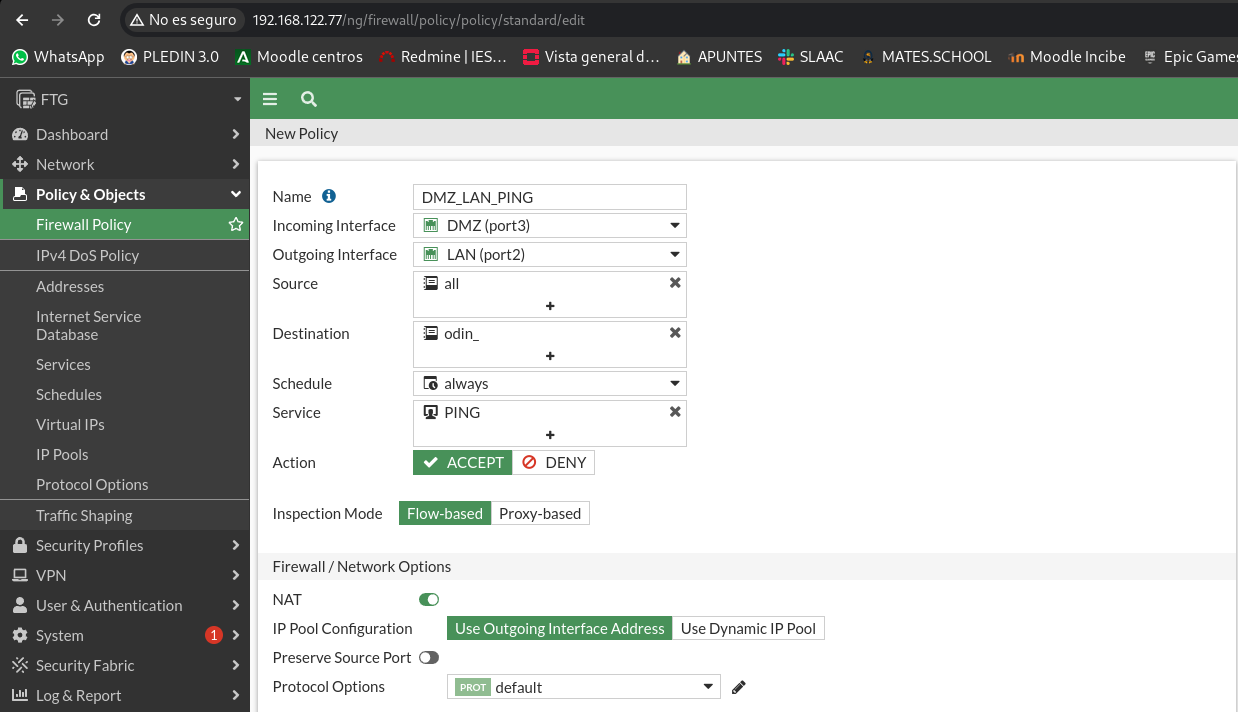 No es seguro 192.168.122.77/ng/firewall/policy/policy/standard/edit
WhatsApp PLEDIN 3.0 Moodle centros Redmine | IES... Vista general d... APUNTES SLAAC MATES.SCHOOL Moodle Incibe Epic Games
FTG
Dashboard
Network
Policy & Objects
Firewall Policy
IPv4 DoS Policy
Addresses
Internet Service
Database
Services
Schedules
Virtual IPs
IP Pools
Protocol Options
Traffic Shaping
Security Profiles
VPN
User & Authentication
System 1
Security Fabric
Log & Report
New Policy
Name DMZ_LAN_PING
Incoming Interface DMZ (port3)
Outgoing Interface LAN (port2)
Source all
Destination odin_
Schedule always
Service PING
Action ACCEPT DENY
Inspection Mode Flow-based Proxy-based
Firewall / Network Options
NAT
IP Pool Configuration Use Outgoing Interface Address Use Dynamic IP Pool
Preserve Source Port
Protocol Options PROT default